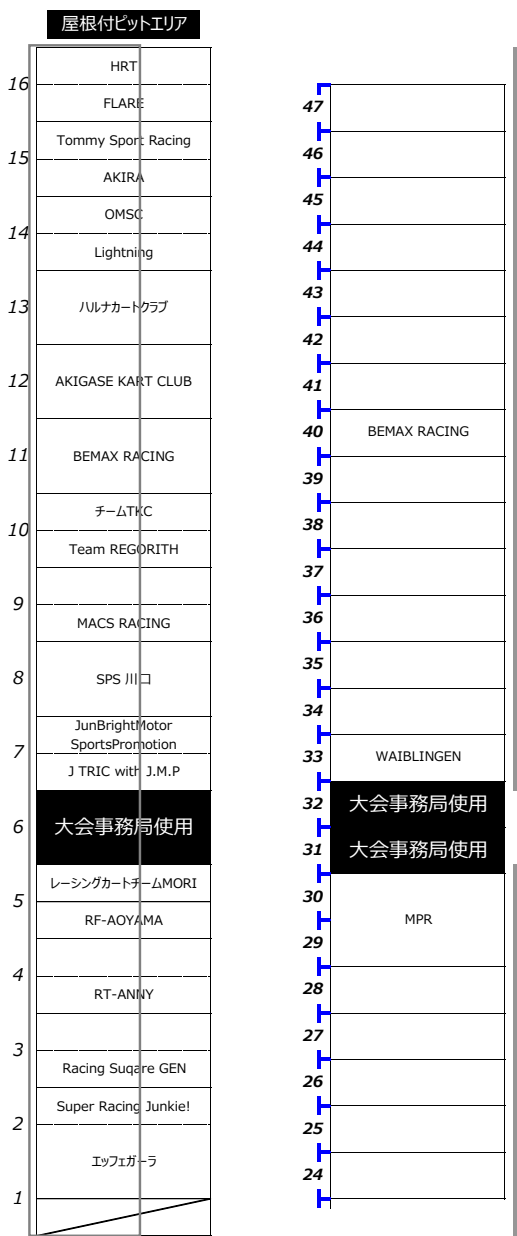 屋根付ピットエリア
HRT
16
FLARE
Tommy Sport Racing
15
AKIRA
OMSC
14
Lightning
13
ハルナカートクラブ
12
AKIGASE KART CLUB
11
BEMAX RACING
チームTKC
10
Team REGORITH
9
MACS RACING
8
SPS 川口
JunBrightMotor
SportsPromotion
7
J TRIC with J.M.P
6
大会事務局使用
レーシングカートチームMORI
5
RF-AOYAMA
4
RT-ANNY
3
Racing Suqare GEN
Super Racing Junkie!
2
エッフェガーラ
1
47
46
45
44
43
42
41
40
BEMAX RACING
39
38
37
36
35
34
33
WAIBLINGEN
32
大会事務局使用
31
大会事務局使用
30
MPR
29
28
27
26
25
24